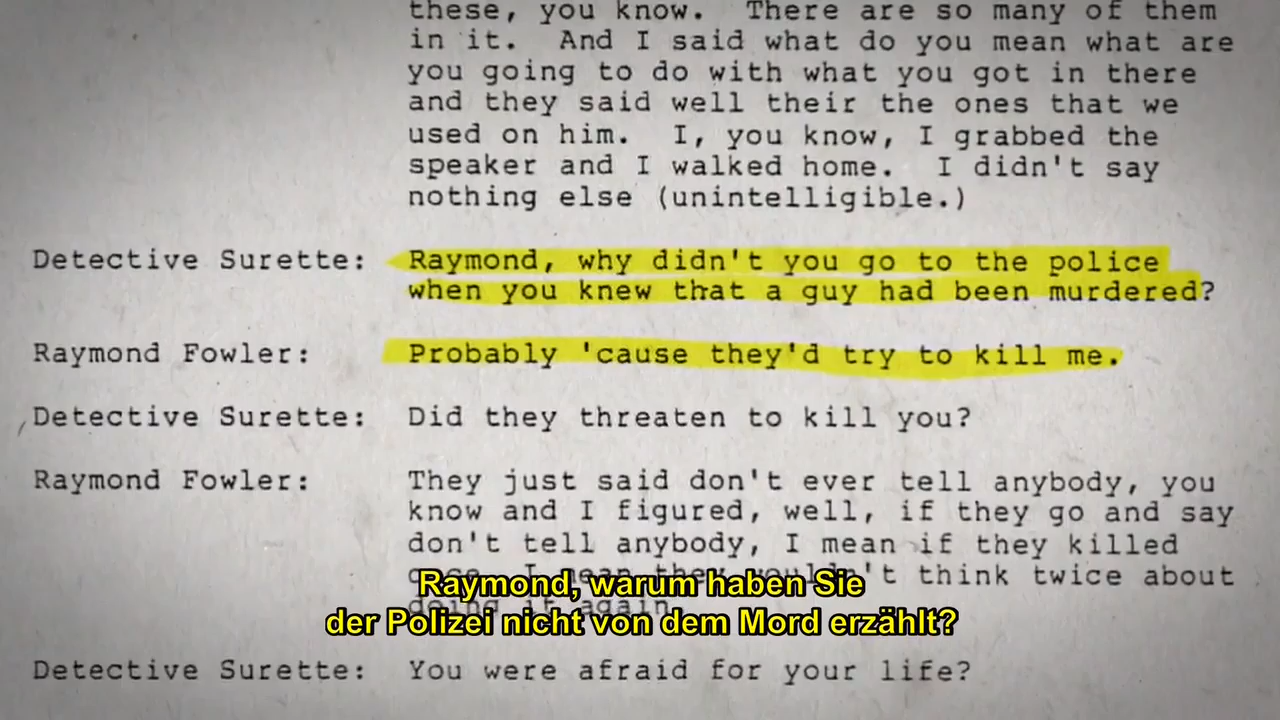 these, you know. There are so many of them
in it. And I said what do you mean what are
you going to do with what you got in there
and they said well their the ones that we
used on him. I, you know, I grabbed the
speaker and I walked home. I didn't say
nothing else (unintelligible.)
Detective Surette: Raymond, why didn't you go to the police
when you knew that a guy had been murdered?
Raymond Fowler: Probably 'cause they'd try to kill me.
Detective Surette: Did they threaten to kill you?
Raymond Fowler: They just said don't ever tell anybody, you
know and I figured, well, if they go and say
don't tell anybody, I mean if they killed
once I mean they wouldn't think twice about
doing it again
Raymond, warum haben Sie
der Polizei nicht von dem Mord erzählt?
Detective Surette: You were afraid for your life?